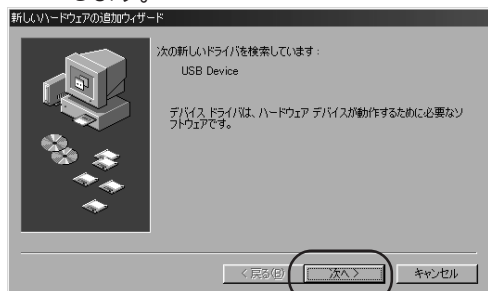 します。
新しいハードウェアの追加ウィザード
次の新しいドライバを検索しています :
USB Device
デバイス ドライバは、ハードウェア デバイスが動作するために必要なソ
フトウェアです。
< 戻る(B)
次へ >
キャンセル